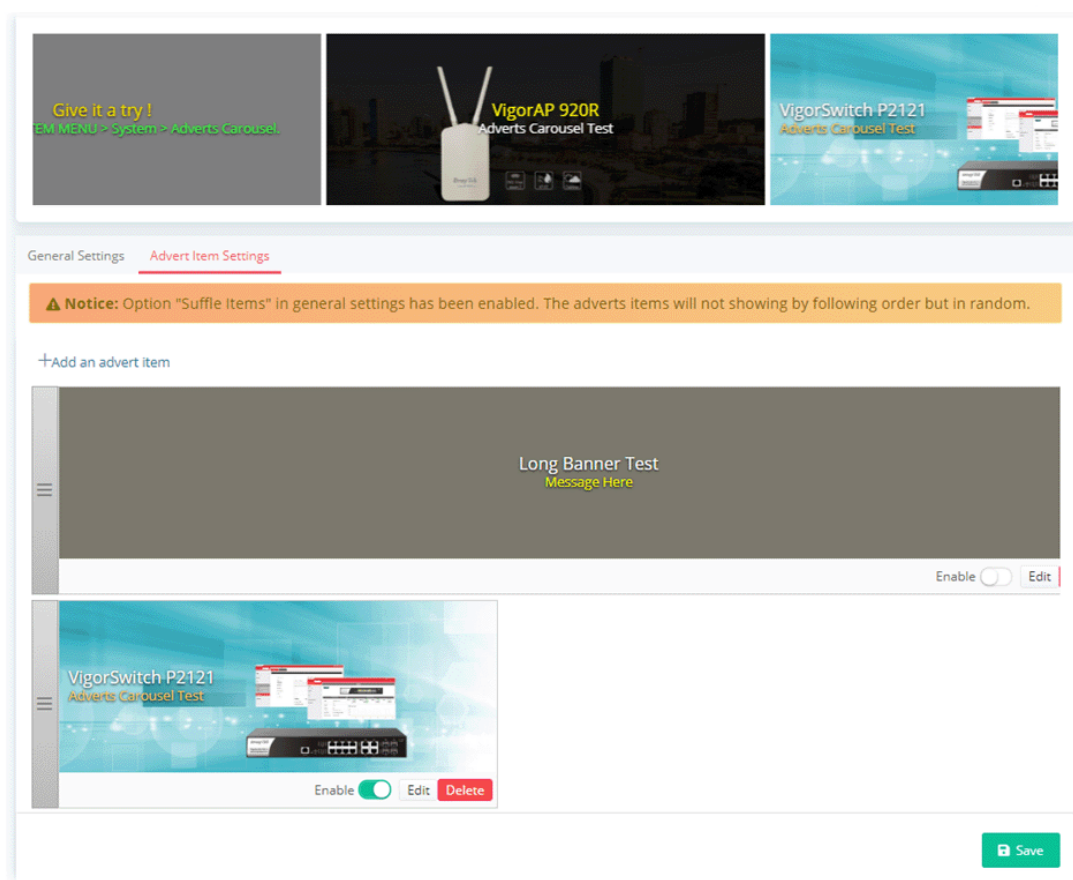 Give it a try !
EM MENU > System > Adverts Carousel.
VigorAP 920R
Adverts Carousel Test
VigorSwitch P2121
Adverts Carousel Test
General Settings Advert Item Settings
Notice: Option "Suffle Items" in general settings has been enabled. The adverts items will not showing by following order but in random.
+Add an advert item
Long Banner Test
Message Here
Enable Edit
VigorSwitch P2121
Adverts Carousel Test
Enable Edit Delete
Save